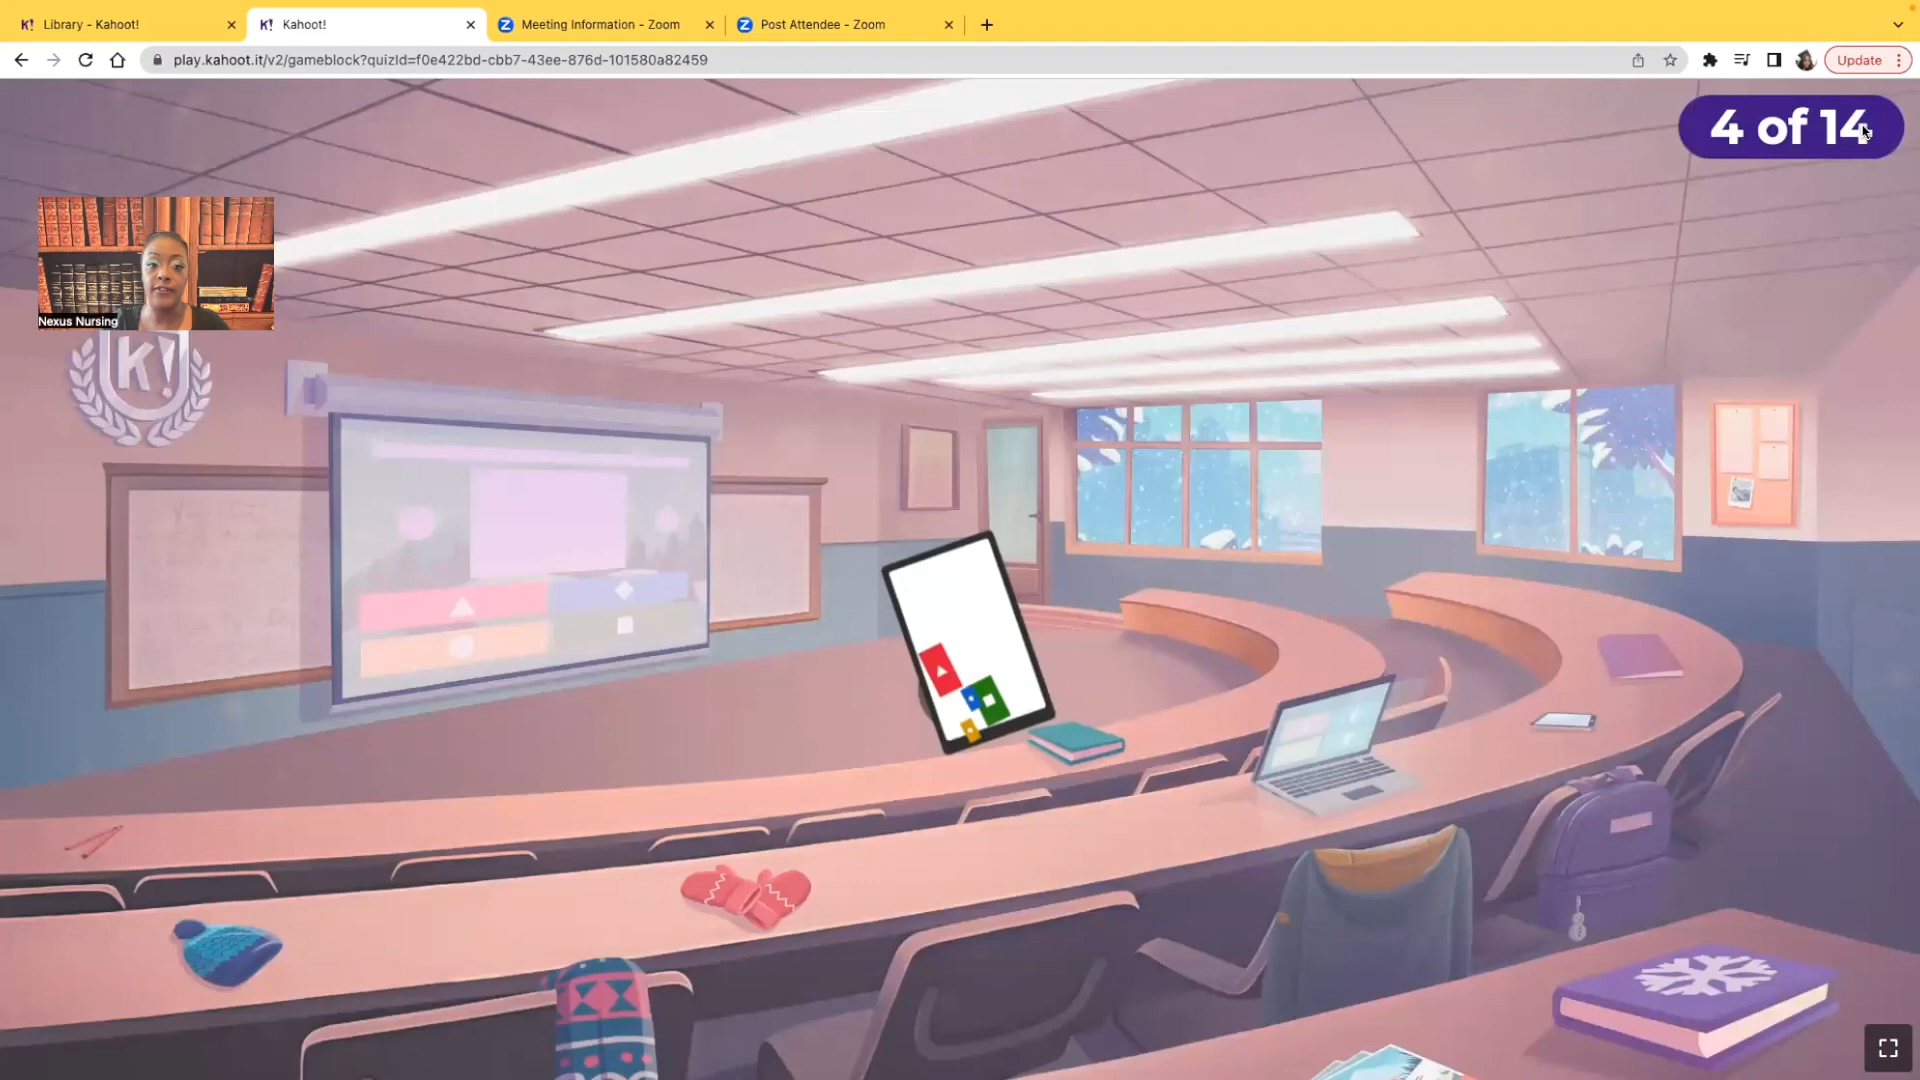 Library - Kahoot!
Kahoot!
Meeting Information - Zoom
Post Attendee - Zoom
play.kahoot.it/v2/gameblock?quizId=f0e422bd-cbb7-43ee-876d-101580a82459
Update
4 of 14
Nexus Nursing
K!